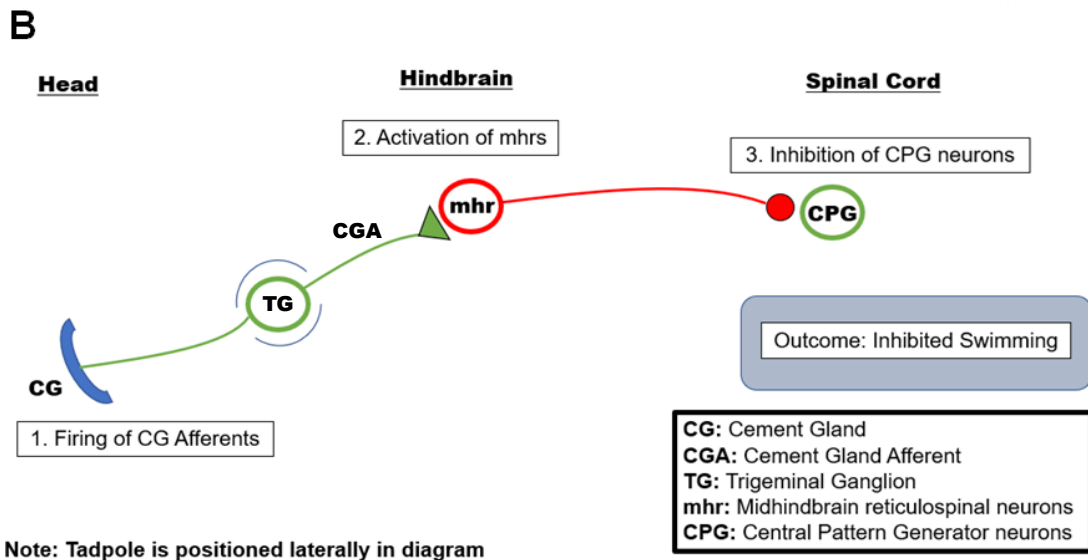 B
Head
Hindbrain
Spinal Cord
2. Activation of mhrs
3. Inhibition of CPG neurons
mhr
CPG
CGA
TG
CG
Outcome: Inhibited Swimming
1. Firing of CG Afferents
CG: Cement Gland
CGA: Cement Gland Afferent
TG: Trigeminal Ganglion
mhr: Midhindbrain reticulospinal neurons
CPG: Central Pattern Generator neurons
Note: Tadpole is positioned laterally in diagram